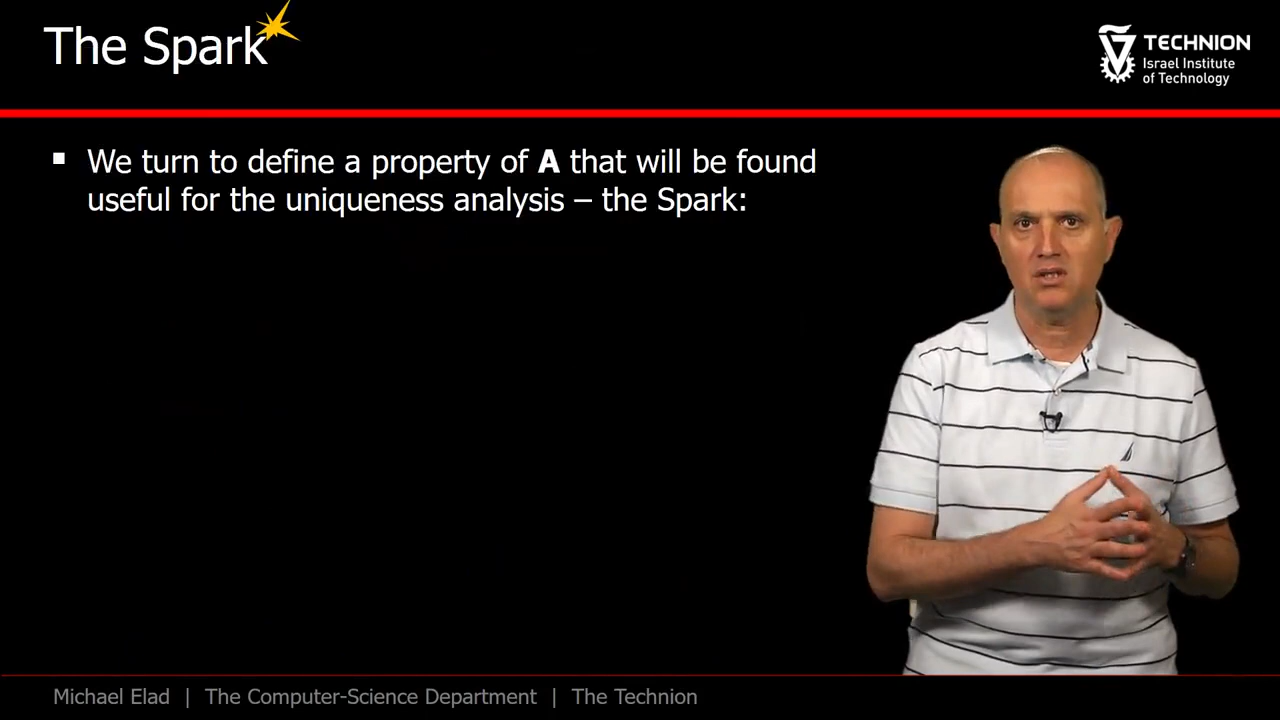 The Spark
TECHNION
Israel Institute
of Technology
▪ We turn to define a property of A that will be found
useful for the uniqueness analysis – the Spark:
Michael Elad | The Computer-Science Department | The Technion